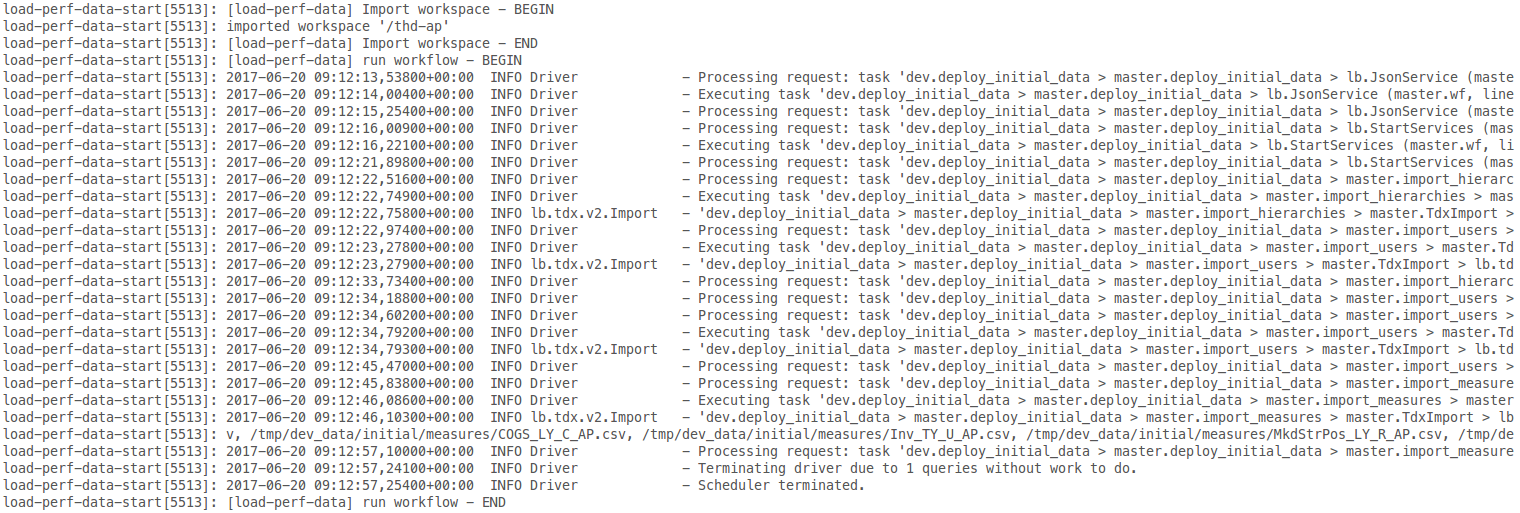 load-perf-data-start[5513]: [load-perf-data] Import workspace - BEGIN
load-perf-data-start[5513]: imported workspace '/thd-ap'
load-perf-data-start[5513]: [load-perf-data] Import workspace - END
load-perf-data-start[5513]: [load-perf-data] run workflow - BEGIN
load-perf-data-start[5513]: 2017-06-20 09:12:13,53800+00:00  INFO Driver             - Processing request: task 'dev.deploy_initial_data > master.deploy_initial_data > lb.JsonService (maste
load-perf-data-start[5513]: 2017-06-20 09:12:14,00400+00:00  INFO Driver             - Executing task 'dev.deploy_initial_data > master.deploy_initial_data > lb.JsonService (master.wf, line
load-perf-data-start[5513]: 2017-06-20 09:12:15,25400+00:00  INFO Driver             - Processing request: task 'dev.deploy_initial_data > master.deploy_initial_data > lb.JsonService (maste
load-perf-data-start[5513]: 2017-06-20 09:12:16,00900+00:00  INFO Driver             - Processing request: task 'dev.deploy_initial_data > master.deploy_initial_data > lb.StartServices (mas
load-perf-data-start[5513]: 2017-06-20 09:12:16,22100+00:00  INFO Driver             - Executing task 'dev.deploy_initial_data > master.deploy_initial_data > lb.StartServices (master.wf, li
load-perf-data-start[5513]: 2017-06-20 09:12:21,89800+00:00  INFO Driver             - Processing request: task 'dev.deploy_initial_data > master.deploy_initial_data > lb.StartServices (mas
load-perf-data-start[5513]: 2017-06-20 09:12:22,51600+00:00  INFO Driver             - Processing request: task 'dev.deploy_initial_data > master.deploy_initial_data > master.import_hierarc
load-perf-data-start[5513]: 2017-06-20 09:12:22,74900+00:00  INFO Driver             - Executing task 'dev.deploy_initial_data > master.deploy_initial_data > master.import_hierarchies > mas
load-perf-data-start[5513]: 2017-06-20 09:12:22,75800+00:00  INFO lb.tdx.v2.Import   - 'dev.deploy_initial_data > master.deploy_initial_data > master.import_hierarchies > master.TdxImport >
load-perf-data-start[5513]: 2017-06-20 09:12:22,97400+00:00  INFO Driver             - Processing request: task 'dev.deploy_initial_data > master.deploy_initial_data > master.import_users >
load-perf-data-start[5513]: 2017-06-20 09:12:23,27800+00:00  INFO Driver             - Executing task 'dev.deploy_initial_data > master.deploy_initial_data > master.import_users > master.Td
load-perf-data-start[5513]: 2017-06-20 09:12:23,27900+00:00  INFO lb.tdx.v2.Import   - 'dev.deploy_initial_data > master.deploy_initial_data > master.import_users > master.TdxImport > lb.td
load-perf-data-start[5513]: 2017-06-20 09:12:33,73400+00:00  INFO Driver             - Processing request: task 'dev.deploy_initial_data > master.deploy_initial_data > master.import_hierarc
load-perf-data-start[5513]: 2017-06-20 09:12:34,18800+00:00  INFO Driver             - Processing request: task 'dev.deploy_initial_data > master.deploy_initial_data > master.import_users >
load-perf-data-start[5513]: 2017-06-20 09:12:34,60200+00:00  INFO Driver             - Processing request: task 'dev.deploy_initial_data > master.deploy_initial_data > master.import_users >
load-perf-data-start[5513]: 2017-06-20 09:12:34,79200+00:00  INFO Driver             - Executing task 'dev.deploy_initial_data > master.deploy_initial_data > master.import_users > master.Td
load-perf-data-start[5513]: 2017-06-20 09:12:34,79300+00:00  INFO lb.tdx.v2.Import   - 'dev.deploy_initial_data > master.deploy_initial_data > master.import_users > master.TdxImport > lb.td
load-perf-data-start[5513]: 2017-06-20 09:12:45,47000+00:00  INFO Driver             - Processing request: task 'dev.deploy_initial_data > master.deploy_initial_data > master.import_users >
load-perf-data-start[5513]: 2017-06-20 09:12:45,83800+00:00  INFO Driver             - Processing request: task 'dev.deploy_initial_data > master.deploy_initial_data > master.import_measure
load-perf-data-start[5513]: 2017-06-20 09:12:46,08600+00:00  INFO Driver             - Executing task 'dev.deploy_initial_data > master.deploy_initial_data > master.import_measures > master
load-perf-data-start[5513]: 2017-06-20 09:12:46,10300+00:00  INFO lb.tdx.v2.Import   - 'dev.deploy_initial_data > master.deploy_initial_data > master.import_measures > master.TdxImport > lb
load-perf-data-start[5513]: v, /tmp/dev_data/initial/measures/COGS_LY_C_AP.csv, /tmp/dev_data/initial/measures/Inv_TY_U_AP.csv, /tmp/dev_data/initial/measures/MkdStrPos_LY_R_AP.csv, /tmp/de
load-perf-data-start[5513]: 2017-06-20 09:12:57,10000+00:00  INFO Driver             - Processing request: task 'dev.deploy_initial_data > master.deploy_initial_data > master.import_measure
load-perf-data-start[5513]: 2017-06-20 09:12:57,24100+00:00  INFO Driver             - Terminating driver due to 1 queries without work to do.
load-perf-data-start[5513]: 2017-06-20 09:12:57,25400+00:00  INFO Driver             - Scheduler terminated.
load-perf-data-start[5513]: [load-perf-data] run workflow - END